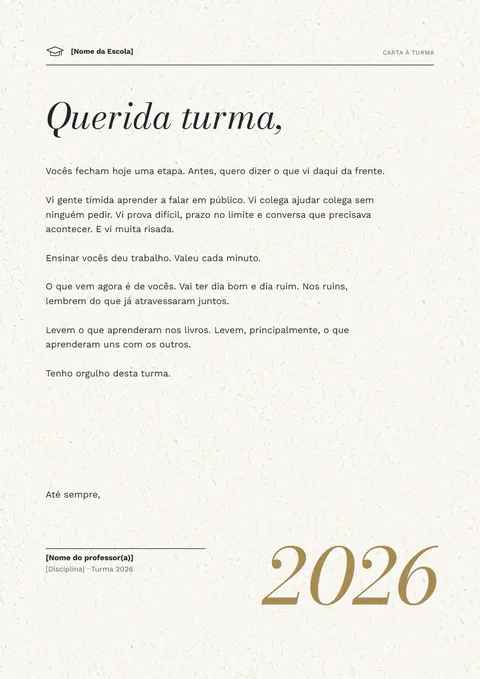 [Nome da Escola]
CARTA À TURMA
Querida turma,
Vocês fecham hoje uma etapa. Antes, quero dizer o que vi daqui da frente.
Vi gente tímida aprender a falar em público. Vi colega ajudar colega sem
ninguém pedir. Vi prova difícil, prazo no limite e conversa que precisava
acontecer. E vi muita risada.
Ensinar vocês deu trabalho. Valeu cada minuto.
O que vem agora é de vocês. Vai ter dia bom e dia ruim. Nos ruins,
lembrem do que já atravessaram juntos.
Levem o que aprenderam nos livros. Levem, principalmente, o que
aprenderam uns com os outros.
Tenho orgulho desta turma.
Até sempre,
[Nome do professor(a)]
[Disciplina] · Turma 2026
2026